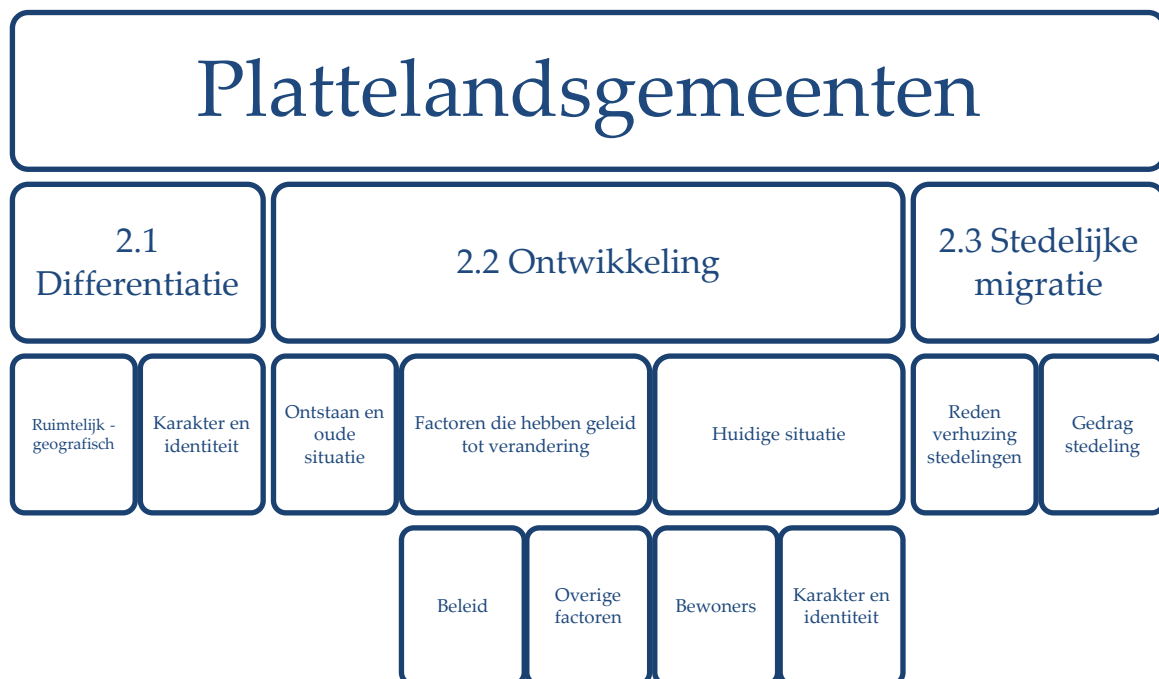 Plattelandsgemeenten
2.1
Differentiatie
2.2 Ontwikkeling
2.3 Stedelijke
migratie
Ruimtelijk -
geografisch
Karakter en
identiteit
Ontstaan en
oude
situatie
Factoren die hebben geleid
tot verandering
Huidige situatie
Reden
verhuzing
stedelingen
Gedrag
stedeling
Beleid
Overige
factoren
Bewoners
Karakter en
identiteit